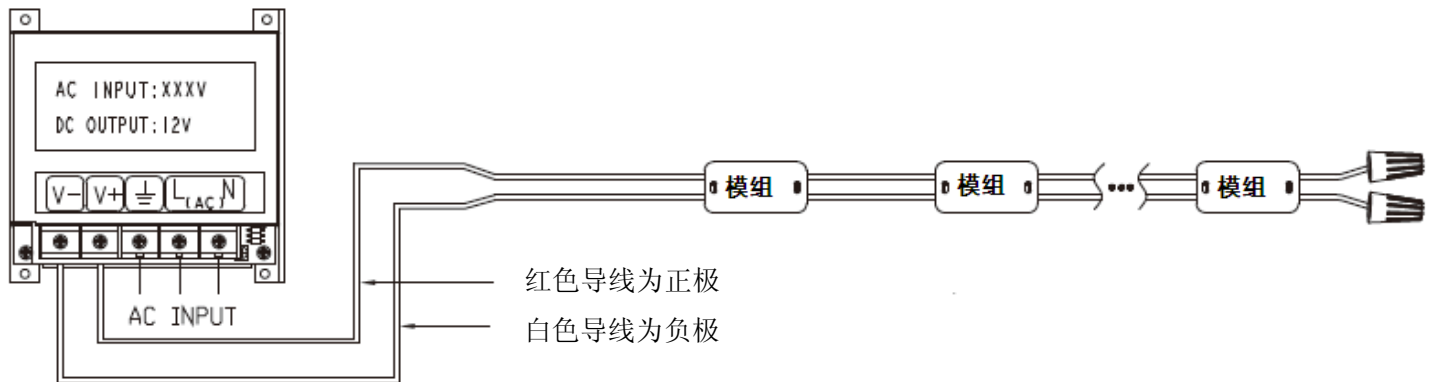 AC INPUT:XXXV
DC OUTPUT:12V
V- V+ L(AC)N
AC INPUT
模组 模组 模组
红色导线为正极
白色导线为负极